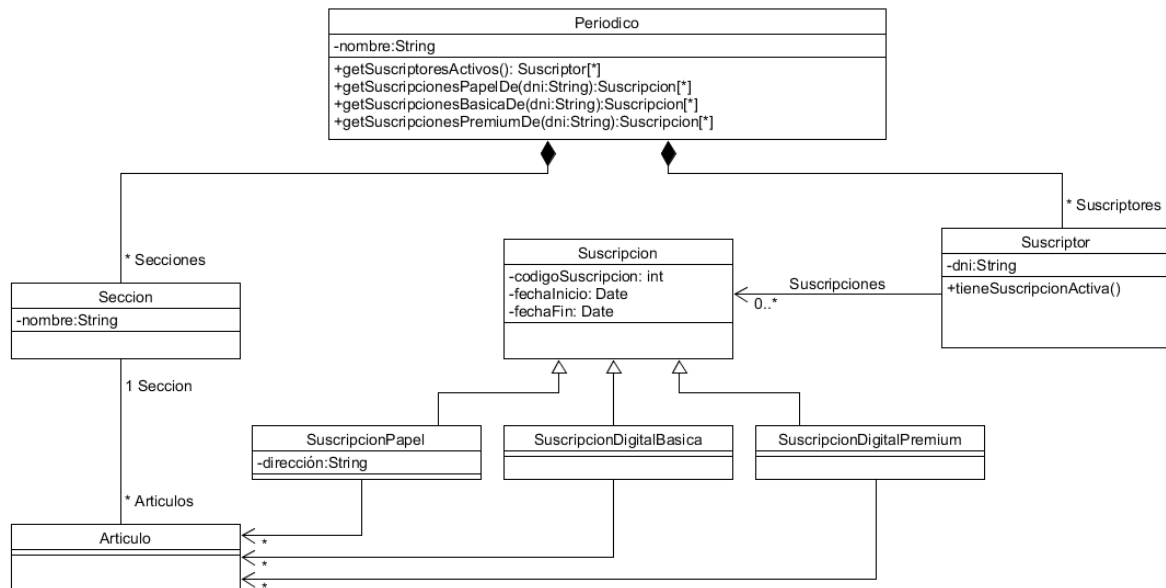 Periodico
-nombre:String
+getSuscriptoresActivos(): Suscriptor[*]
+getSuscripcionesPapelDe(dni:String):Suscripcion[*]
+getSuscripcionesBasicaDe(dni:String):Suscripcion[*]
+getSuscripcionesPremiumDe(dni:String):Suscripcion[*]
* Suscriptores
* Secciones
Suscripcion
-codigoSuscripcion: int
-fechaInicio: Date
-fechaFin: Date
Suscriptor
-dni:String
+tieneSuscripcionActiva()
Suscripciones
0..*
Seccion
-nombre:String
1 Seccion
SuscripcionPapel
-dirección:String
SuscripcionDigitalBasica
SuscripcionDigitalPremium
* Articulos
Articulo
*
*
*